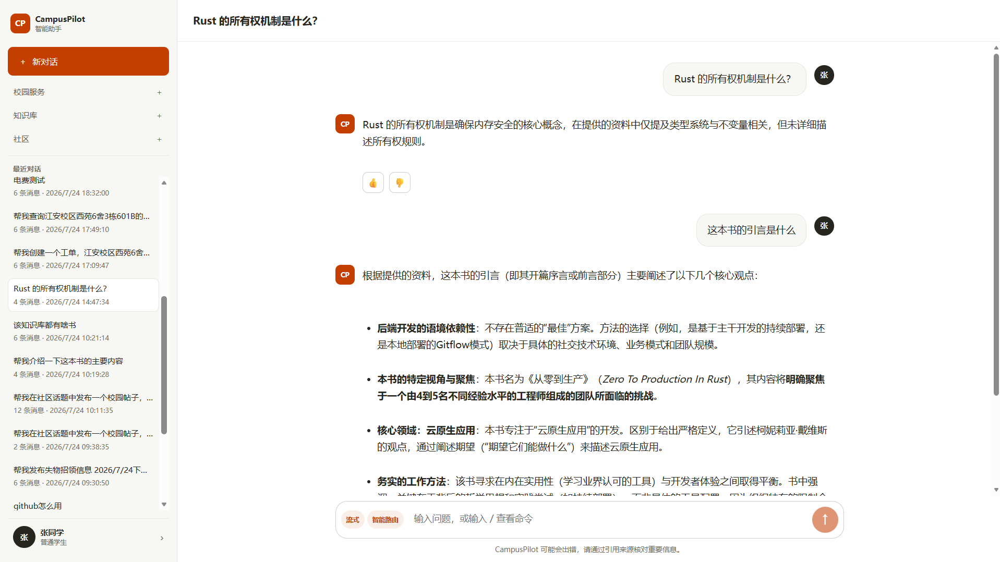 CP
CampusPilot
智能助手
+ 新对话
校园服务 +
知识库 +
社区 +
最近对话
电费测试
6 条消息 · 2026/7/24 18:32:00
帮我查询江安校区西苑6舍3栋601B的...
6 条消息 · 2026/7/24 17:49:10
帮我创建一个工单，江安校区西苑6舍...
6 条消息 · 2026/7/24 17:09:47
Rust 的所有权机制是什么？
4 条消息 · 2026/7/24 14:47:34
该知识库都有啥书
6 条消息 · 2026/7/24 10:21:14
帮我介绍一下这本书的主要内容
4 条消息 · 2026/7/24 10:19:28
帮我在社区话题中发布一个校园帖子，...
12 条消息 · 2026/7/24 10:11:35
帮我在社区话题中发布一个校园帖子，...
2 条消息 · 2026/7/24 09:38:35
帮我发布失物招领信息 2026/7/24下...
6 条消息 · 2026/7/24 09:30:50
github怎么用
张
张同学
普通学生
Rust 的所有权机制是什么？
Rust 的所有权机制是什么？
张
CP
Rust 的所有权机制是确保内存安全的核心概念，在提供的资料中仅提及类型系统与不变量相关，但未详细描
述所有权规则。
这本书的引言是什么
张
CP
根据提供的资料，这本书的引言（即其开篇序言或前言部分）主要阐述了以下几个核心观点：
• 后端开发的语境依赖性：不存在普适的“最佳”方案。方法的选择（例如，是基于主干开发的持续部署，还
是本地部署的Gitflow模式）取决于具体的社交技术环境、业务模式和团队规模。
• 本书的特定视角与聚焦：本书名为《从零到生产》（Zero To Production In Rust），其内容将明确聚焦
于一个由4到5名不同经验水平的工程师组成的团队所面临的挑战。
• 核心领域：云原生应用：本书专注于“云原生应用”的开发。区别于给出严格定义，它引述柯妮莉亚·戴维斯
的观点，通过阐述期望（“期望它们能做什么”）来描述云原生应用。
• 务实的工作方法：该书寻求在内在实用性（学习业界认可的工具）与开发者体验之间取得平衡。书中强
流式
智能路由
输入问题，或输入 / 查看命令
CampusPilot 可能会出错，请通过引用来源核对重要信息。